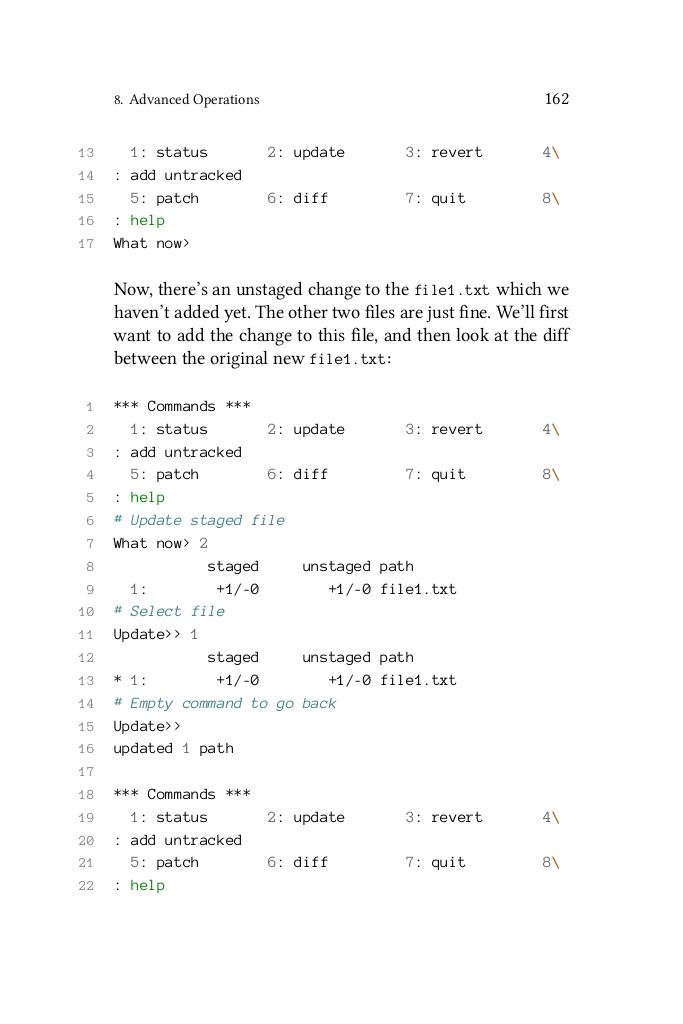 8. Advanced Operations 162
13 1: status 2: update 3: revert 4\
14 : add untracked
15 5: patch 6: diff 7: quit 8\
16 : help
17 What now>
Now, there's an unstaged change to the file1.txt which we
haven't added yet. The other two files are just fine. We'll first
want to add the change to this file, and then look at the diff
between the original new file1.txt:
1 *** Commands ***
2 1: status 2: update 3: revert 4\
3 : add untracked
4 5: patch 6: diff 7: quit 8\
5 : help
6 # Update staged file
7 What now> 2
8 staged unstaged path
9 1: +1/-0 +1/-0 file1.txt
10 # Select file
11 Update>> 1
12 staged unstaged path
13 * 1: +1/-0 +1/-0 file1.txt
14 # Empty command to go back
15 Update>>
16 updated 1 path
17
18 *** Commands ***
19 1: status 2: update 3: revert 4\
20 : add untracked
21 5: patch 6: diff 7: quit 8\
22 : help